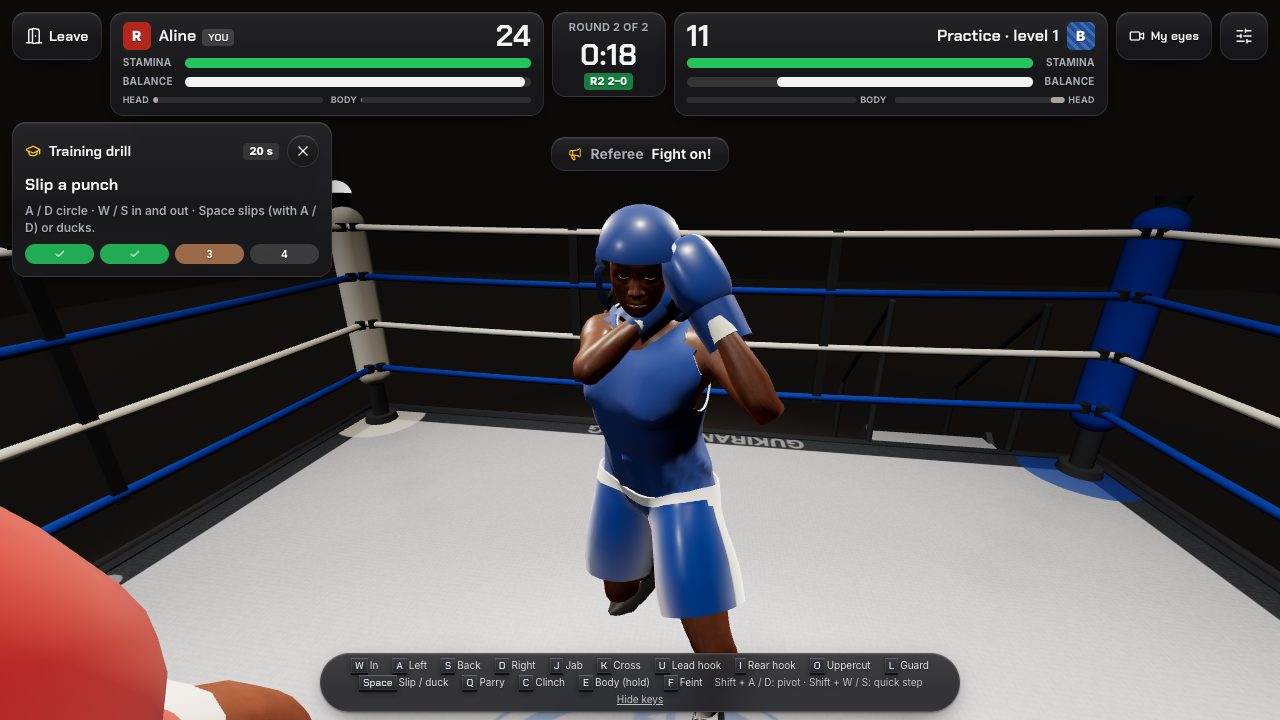 Leave
R Aline YOU 24
STAMINA
BALANCE
HEAD BODY
ROUND 2 OF 2
0:18
R2 2–0
11 Practice · level 1 B
STAMINA
BALANCE
BODY HEAD
My eyes
Training drill 20 s
Slip a punch
A / D circle · W / S in and out · Space slips (with A /
D) or ducks.
3 4
Referee Fight on!
GUKIRAN
G
W In A Left S Back D Right J Jab K Cross U Lead hook I Rear hook O Uppercut L Guard
Space Slip / duck Q Parry C Clinch E Body (hold) F Feint Shift + A / D: pivot · Shift + W / S: quick step
Hide keys